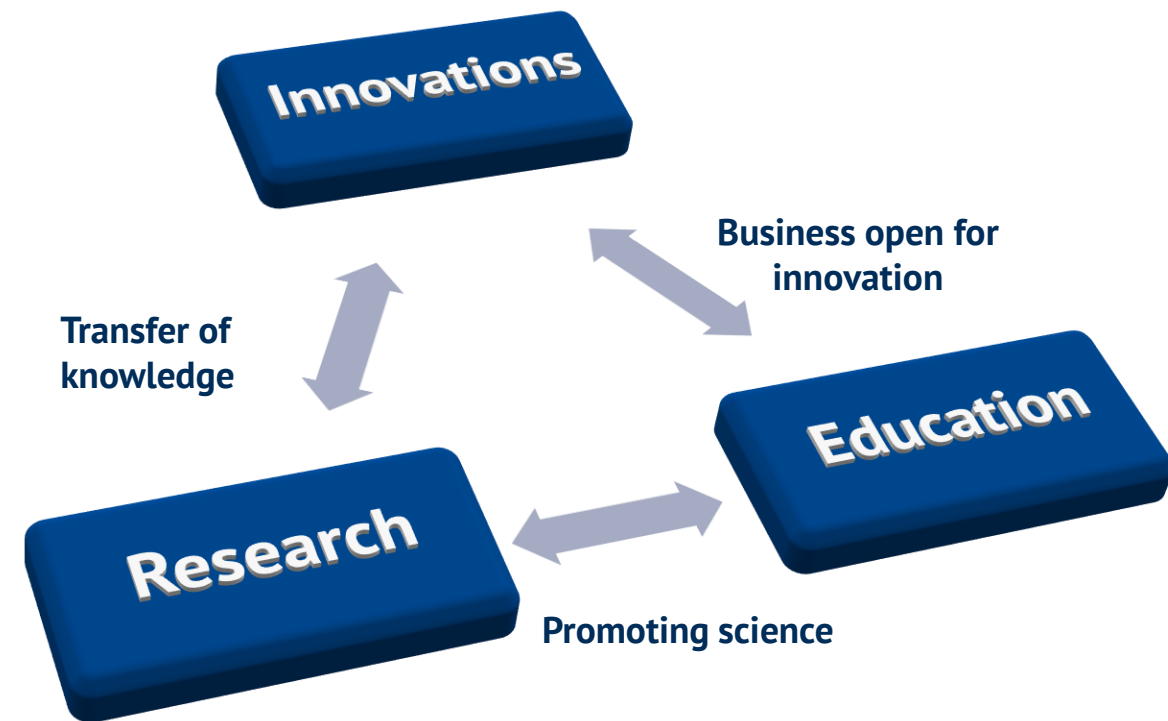 Innovations
Business open for
innovation
Transfer of
knowledge
Education
Research
Promoting science